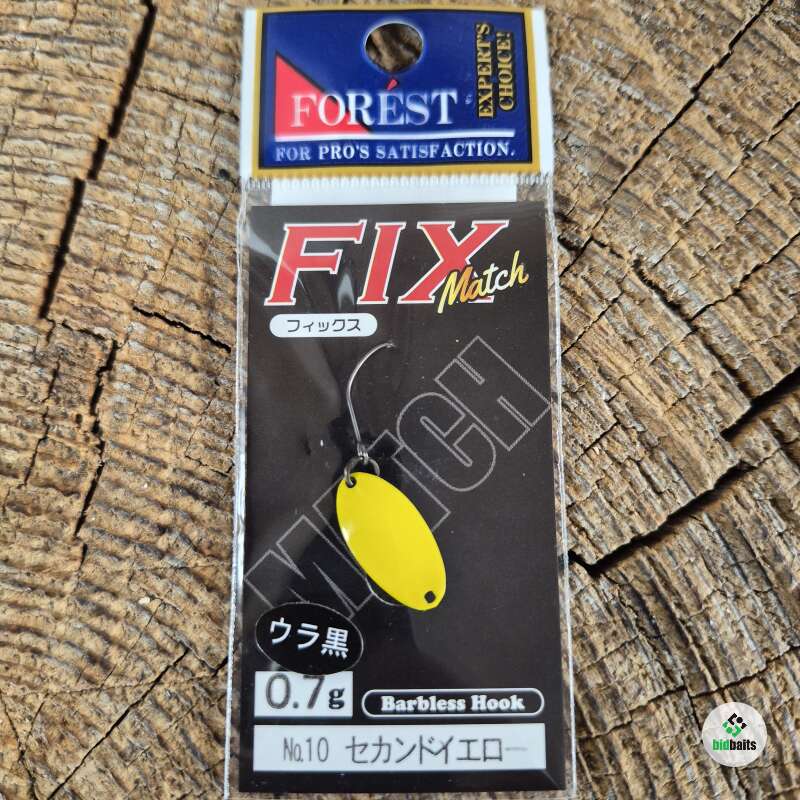 FORÉST
EXPERT'S
CHOICE!
FOR PRO'S SATISFACTION.
FIX
Màtch
フィックス
MATCH
ウラ黒
0.7g
Barbless Hook
No.10 セカンドイエロー
bidbaits